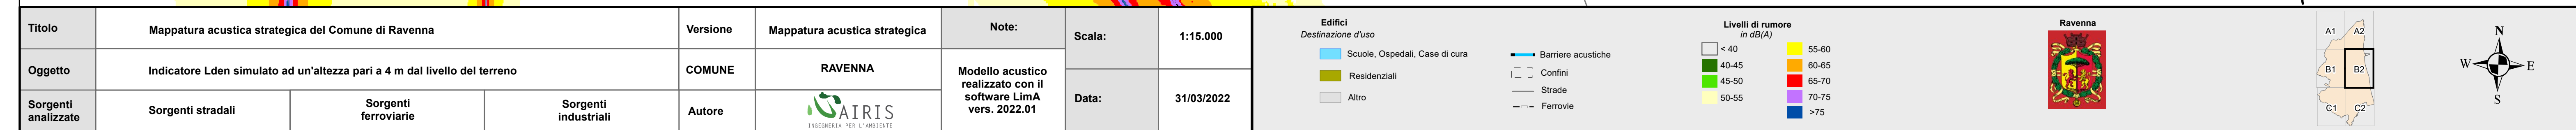 Titolo
Mappatura acustica strategica del Comune di Ravenna
Versione
Mappatura acustica strategica
Note:
Scala:
1:15.000
Oggetto
Indicatore Lden simulato ad un'altezza pari a 4 m dal livello del terreno
COMUNE
RAVENNA
Modello acustico
realizzato con il
software LimA
vers. 2022.01
Data:
31/03/2022
Sorgenti
analizzate
Sorgenti stradali
Sorgenti
ferroviarie
Sorgenti
industriali
Autore
AIRIS
INGEGNERIA PER L'AMBIENTE
Edifici
Destinazione d'uso
Scuole, Ospedali, Case di cura
Residenziali
Altro
Barriere acustiche
Confini
Strade
Ferrovie
Livelli di rumore
in dB(A)
< 40
40-45
45-50
50-55
55-60
60-65
65-70
70-75
>75
Ravenna
A1 A2
B1 B2
C1 C2
N
W E
S